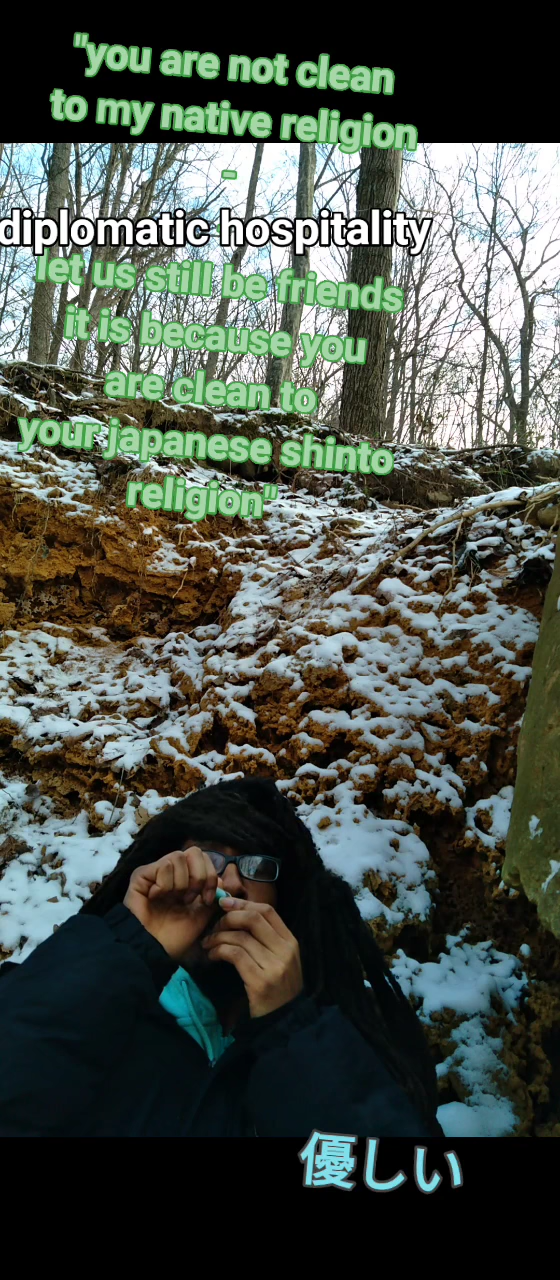 "you are not clean
to my native religion
-
diplomatic hospitality
let us still be friends
it is because you
are clean to
your japanese shinto
religion"
優しい